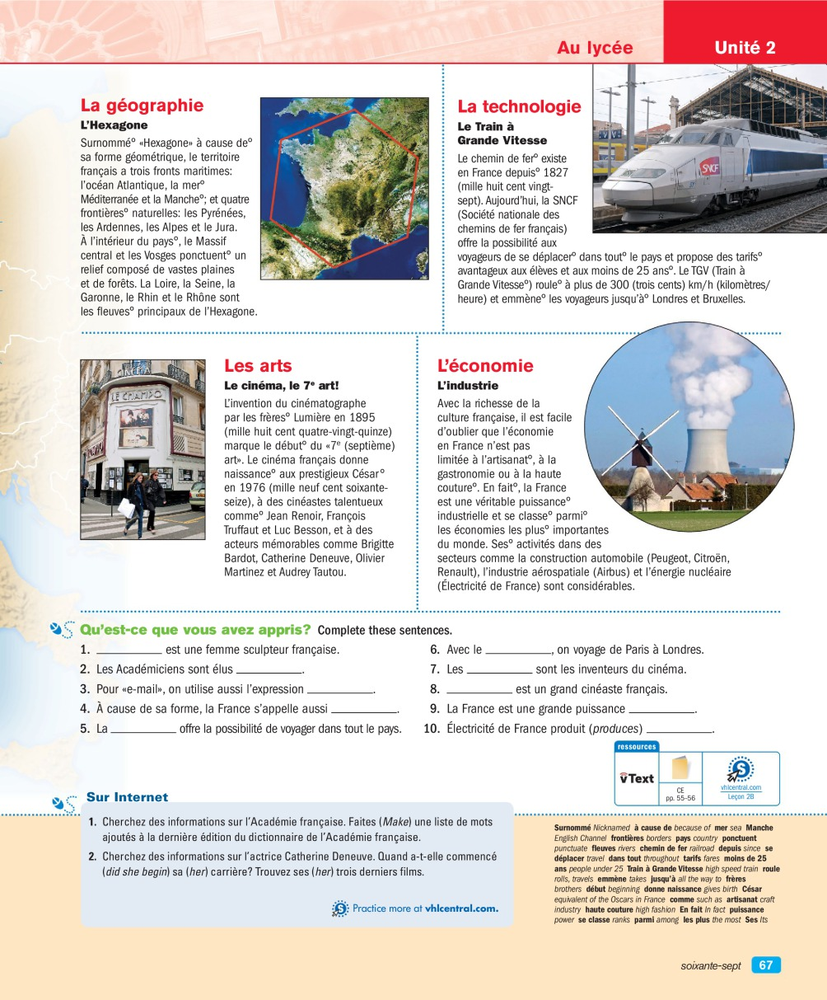 Au lycée
Unité 2
La géographie
L'Hexagone
Surnommé° «Hexagone» à cause de°
sa forme géométrique, le territoire
français a trois fronts maritimes:
l'océan Atlantique, la mer°
Méditerranée et la Manche°; et quatre
frontières° naturelles: les Pyrénées,
les Ardennes, les Alpes et le Jura.
À l'intérieur du pays°, le Massif
central et les Vosges ponctuent° un
relief composé de vastes plaines
et de forêts. La Loire, la Seine, la
Garonne, le Rhin et le Rhône sont
les fleuves° principaux de l'Hexagone.
La technologie
Le Train à
Grande Vitesse
Le chemin de fer° existe
en France depuis° 1827
(mille huit cent vingt-
sept). Aujourd'hui, la SNCF
(Société nationale des
chemins de fer français)
offre la possibilité aux
voyageurs de se déplacer° dans tout° le pays et propose des tarifs°
avantageux aux élèves et aux moins de 25 ans°. Le TGV (Train à
Grande Vitesse°) roule° à plus de 300 (trois cents) km/h (kilomètres/
heure) et emmène° les voyageurs jusqu'à° Londres et Bruxelles.
V V
SNCF
CINÉMA
LE CHAMPO
Les arts
Le cinéma, le 7e art!
L'invention du cinématographe
par les frères° Lumière en 1895
(mille huit cent quatre-vingt-quinze)
marque le début° du «7e (septième)
art». Le cinéma français donne
naissance° aux prestigieux César°
en 1976 (mille neuf cent soixante-
seize), à des cinéastes talentueux
comme° Jean Renoir, François
Truffaut et Luc Besson, et à des
acteurs mémorables comme Brigitte
Bardot, Catherine Deneuve, Olivier
Martinez et Audrey Tautou.
L'économie
L'industrie
Avec la richesse de la
culture française, il est facile
d'oublier que l'économie
en France n'est pas
limitée à l'artisanat°, à la
gastronomie ou à la haute
couture°. En fait°, la France
est une véritable puissance°
industrielle et se classe° parmi°
les économies les plus° importantes
du monde. Ses° activités dans des
secteurs comme la construction automobile (Peugeot, Citroën,
Renault), l'industrie aérospatiale (Airbus) et l'énergie nucléaire
(Électricité de France) sont considérables.
Qu'est-ce que vous avez appris? Complete these sentences.
1. __________ est une femme sculpteur française.
2. Les Académiciens sont élus __________.
3. Pour «e-mail», on utilise aussi l'expression __________.
4. À cause de sa forme, la France s'appelle aussi __________.
5. La __________ offre la possibilité de voyager dans tout le pays.
6. Avec le __________, on voyage de Paris à Londres.
7. Les __________ sont les inventeurs du cinéma.
8. __________ est un grand cinéaste français.
9. La France est une grande puissance __________.
10. Électricité de France produit (produces) __________.
ressources
vText
CE
pp. 55–56
S
vhlcentral.com
Leçon 2B
Sur Internet
1. Cherchez des informations sur l'Académie française. Faites (Make) une liste de mots
ajoutés à la dernière édition du dictionnaire de l'Académie française.
2. Cherchez des informations sur l'actrice Catherine Deneuve. Quand a-t-elle commencé
(did she begin) sa (her) carrière? Trouvez ses (her) trois derniers films.
S Practice more at vhlcentral.com.
Surnommé Nicknamed à cause de because of mer sea Manche
English Channel frontières borders pays country ponctuent
punctuate fleuves rivers chemin de fer railroad depuis since se
déplacer travel dans tout throughout tarifs fares moins de 25
ans people under 25 Train à Grande Vitesse high speed train roule
rolls, travels emmène takes jusqu'à all the way to frères
brothers début beginning donne naissance gives birth César
equivalent of the Oscars in France comme such as artisanat craft
industry haute couture high fashion En fait In fact puissance
power se classe ranks parmi among les plus the most Ses Its
soixante-sept 67